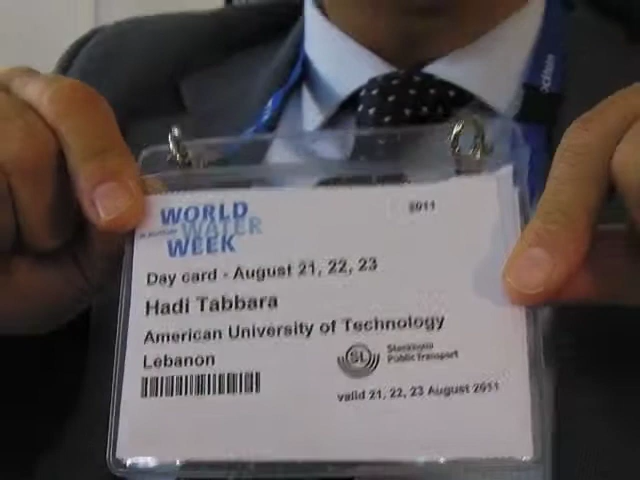 WORLD
WATER
WEEK
2011
Day card - August 21, 22, 23
Hadi Tabbara
American University of Technology
Lebanon
SL
Stockholm
Public Transport
valid 21, 22, 23 August 2011